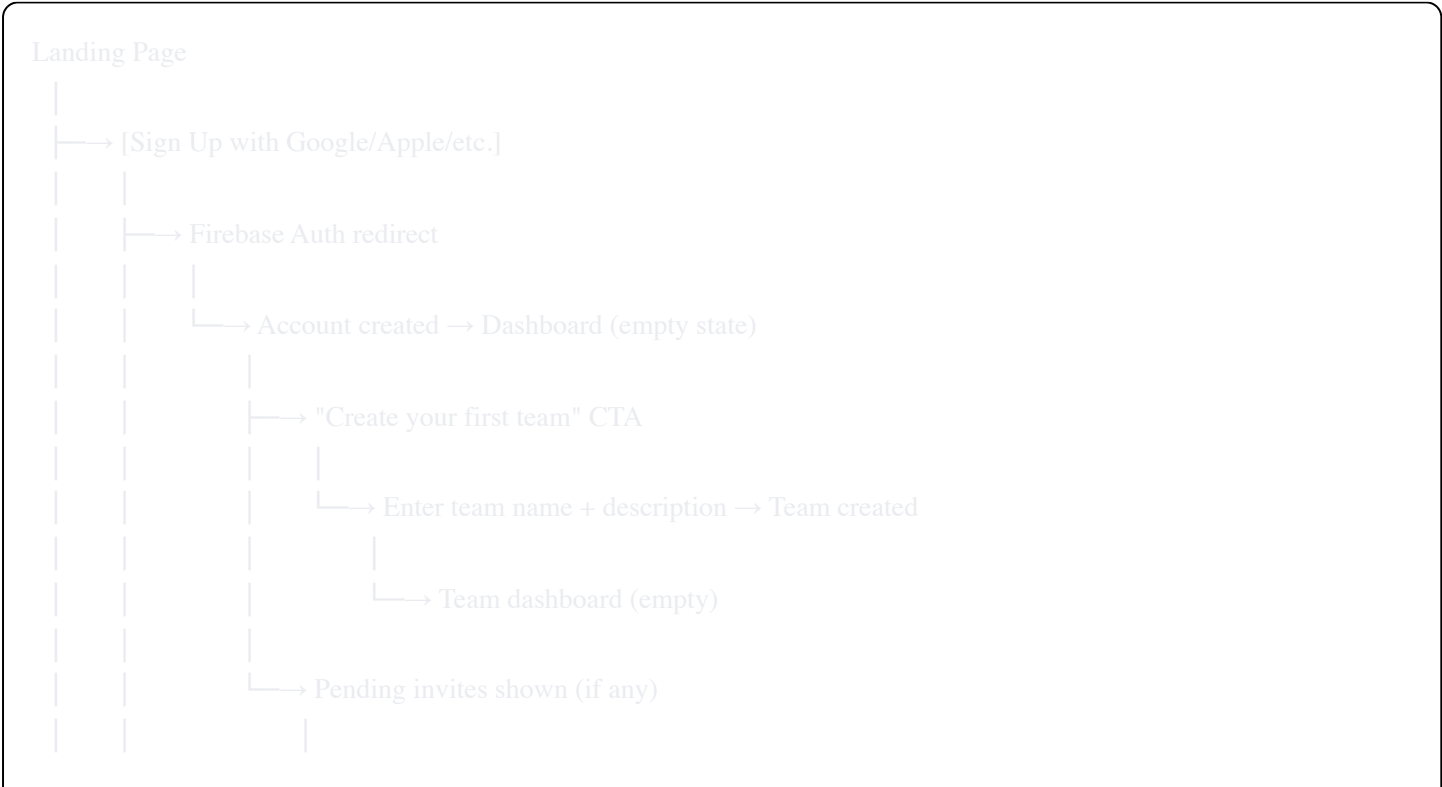 Landing Page
[Sign Up with Google/Apple/etc.]
Firebase Auth redirect
Account created → Dashboard (empty state)
"Create your first team" CTA
Enter team name + description → Team created
Team dashboard (empty)
Pending invites shown (if any)